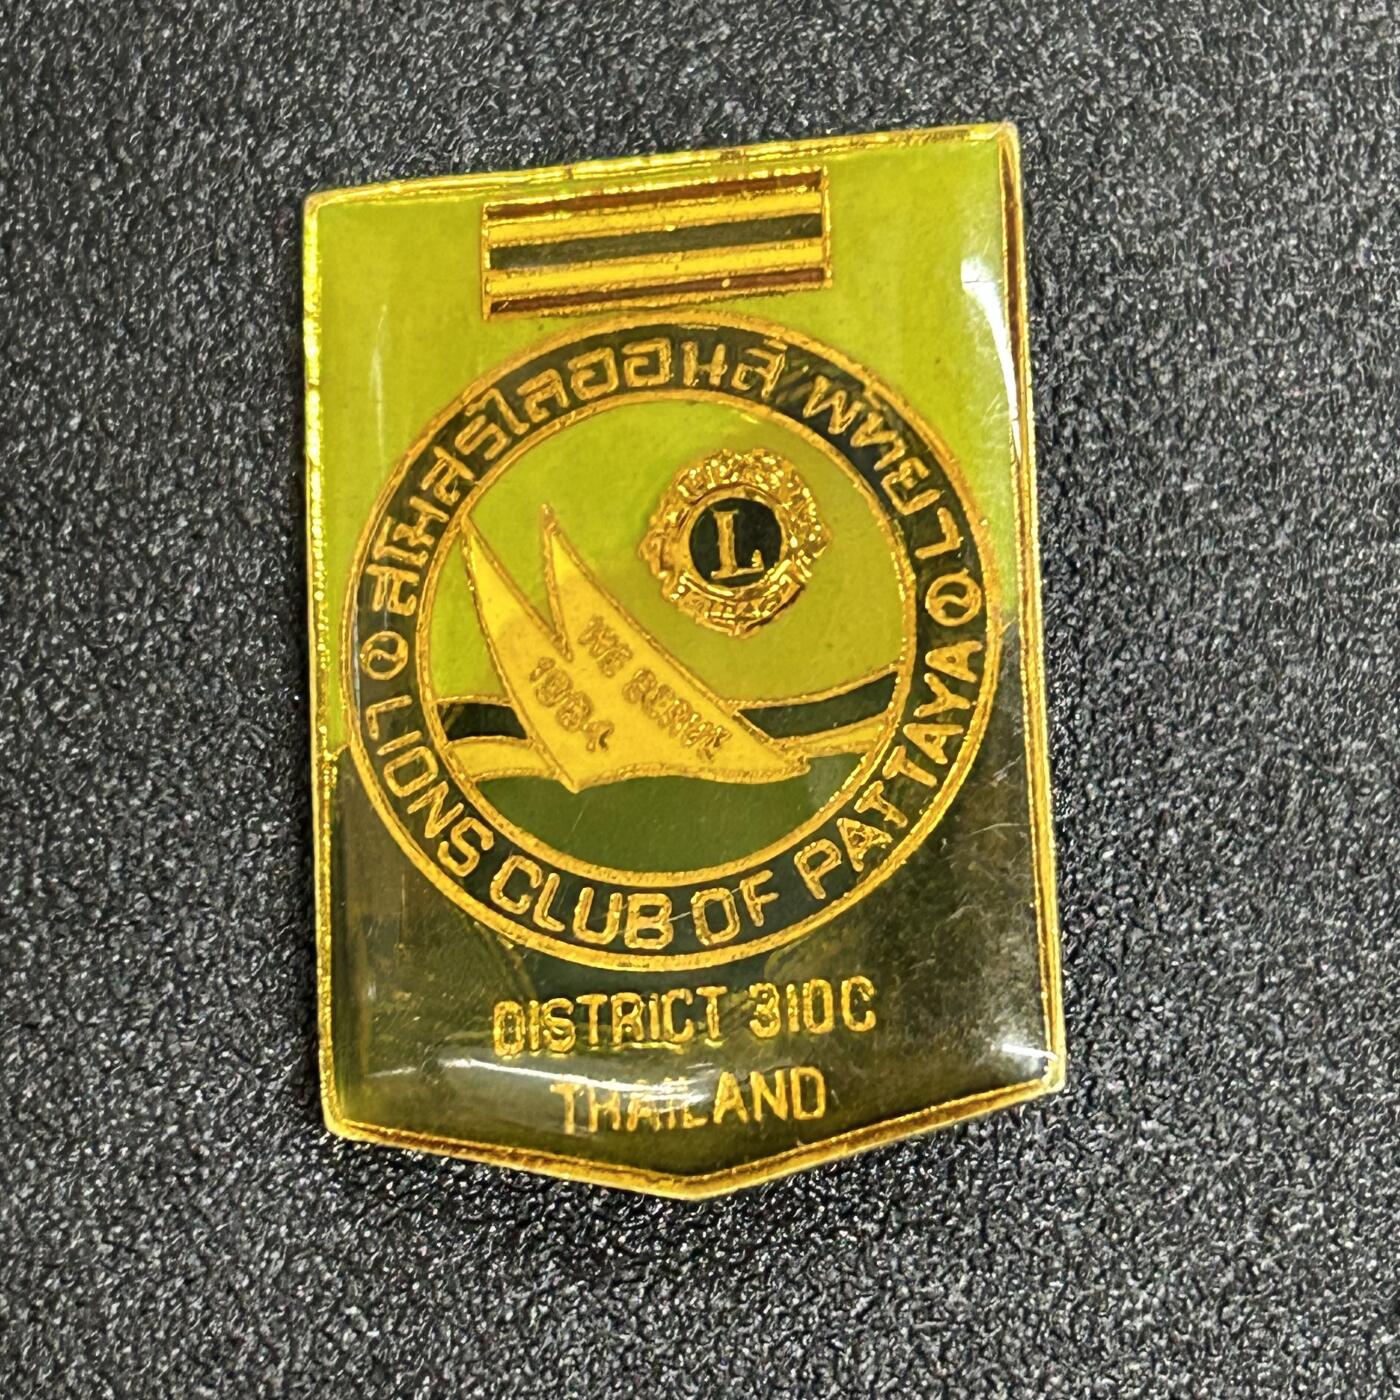 สโมสรไลออนส์ พัทยา
L
WE SERVE
1984
LIONS CLUB OF PATTAYA
DISTRICT 310C
THAILAND